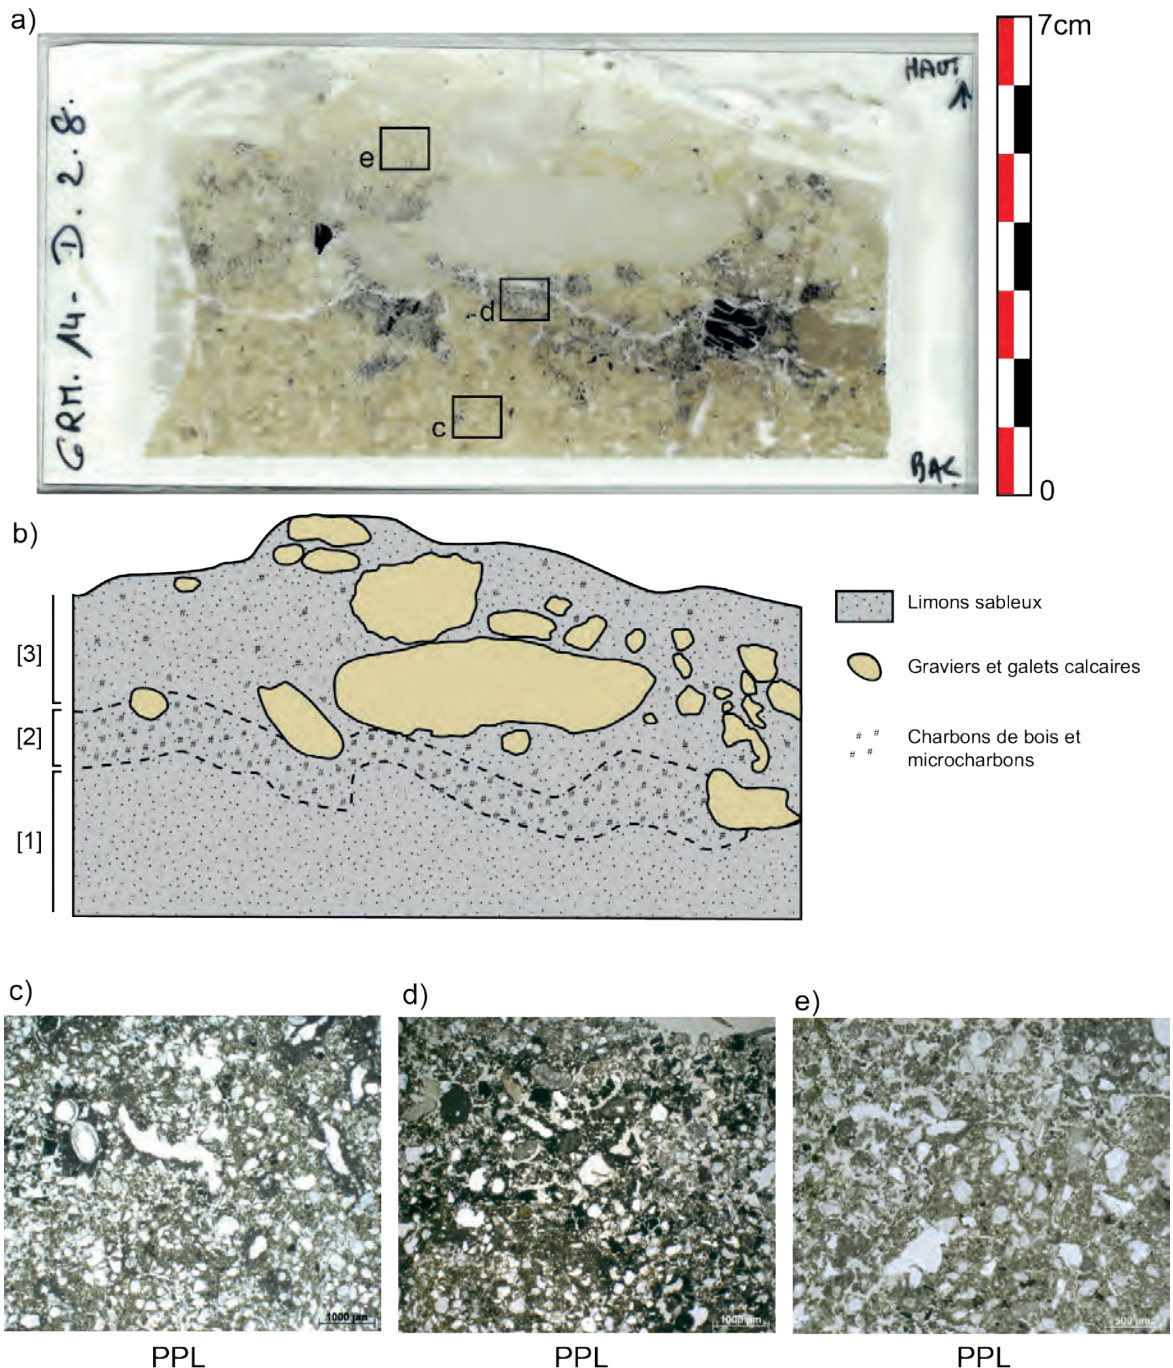 a)
7cm
HAUT
GRM. 14 - D. 2. 8.
e
d
c
BAS
0
b)
[3]
[2]
[1]
Limons sableux
Graviers et galets calcaires
Charbons de bois et
microcharbons
c)
d)
e)
1000 µm
1000 µm
500 µm
PPL
PPL
PPL